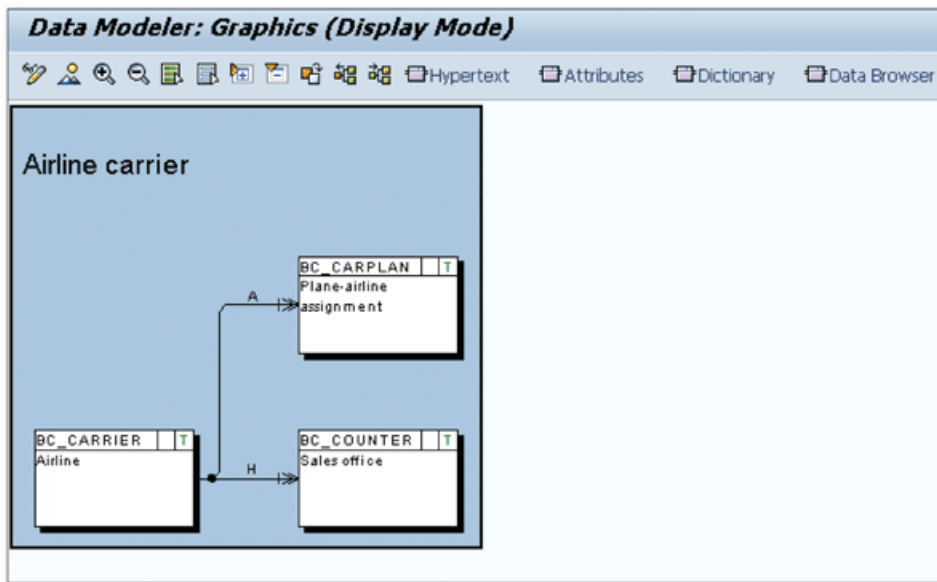 Data Modeler: Graphics (Display Mode)
Hypertext Attributes Dictionary Data Browser
Airline carrier
BC_CARPLAN T
Plane-airline
assignment
A
BC_CARRIER T
Airline
H
BC_COUNTER T
Sales office